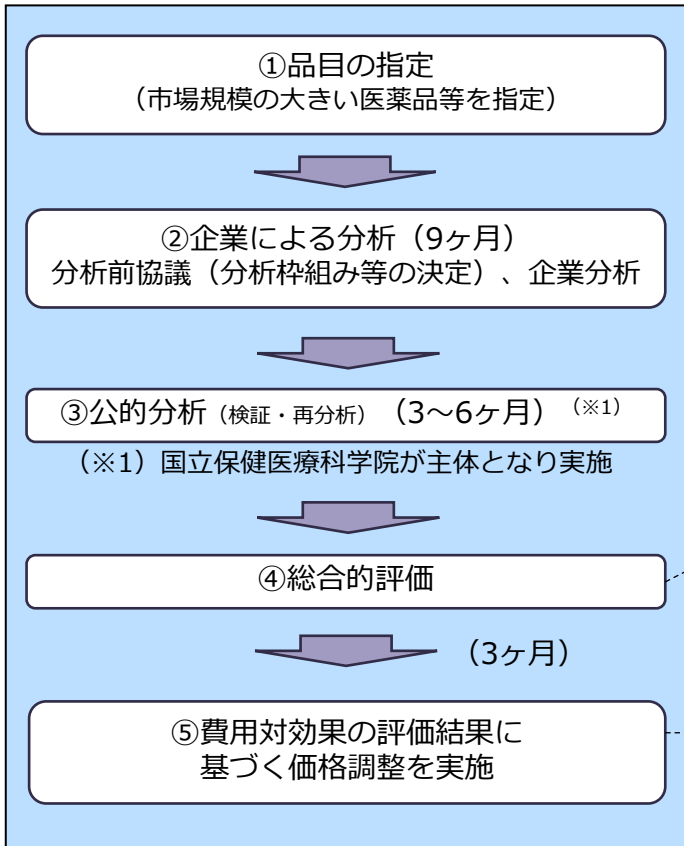 ①品目の指定
（市場規模の大きい医薬品等を指定）
②企業による分析（9ヶ月）
分析前協議（分析枠組み等の決定）、企業分析
③公的分析（検証・再分析）（3～6ヶ月）（※1）
（※1）国立保健医療科学院が主体となり実施
④総合的評価
（3ヶ月）
⑤費用対効果の評価結果に
基づく価格調整を実施